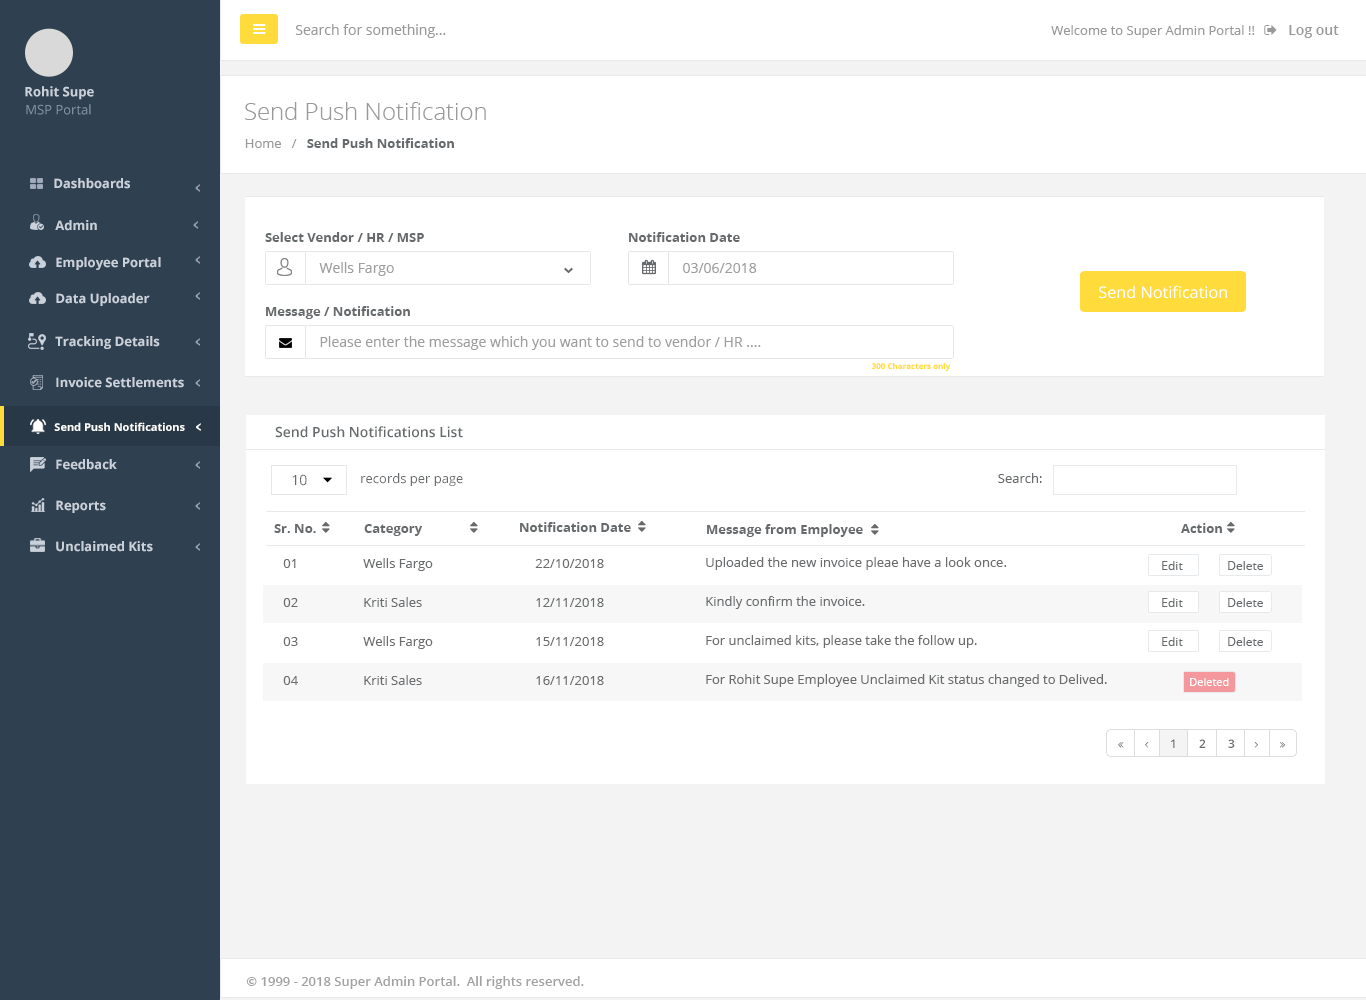 Search for something...
Welcome to Super Admin Portal !! Log out
Rohit Supe
MSP Portal
Dashboards
Admin
Employee Portal
Data Uploader
Tracking Details
Invoice Settlements
Send Push Notifications
Feedback
Reports
Unclaimed Kits
Send Push Notification
Home / Send Push Notification
Select Vendor / HR / MSP
Notification Date
Wells Fargo
03/06/2018
Send Notification
Message / Notification
Please enter the message which you want to send to vendor / HR ....
300 Characters only
Send Push Notifications List
10 records per page
Search:
Sr. No. Category Notification Date Message from Employee Action
01 Wells Fargo 22/10/2018 Uploaded the new invoice pleae have a look once. Edit Delete
02 Kriti Sales 12/11/2018 Kindly confirm the invoice. Edit Delete
03 Wells Fargo 15/11/2018 For unclaimed kits, please take the follow up. Edit Delete
04 Kriti Sales 16/11/2018 For Rohit Supe Employee Unclaimed Kit status changed to Delived. Deleted
« ‹ 1 2 3 › »
© 1999 - 2018 Super Admin Portal. All rights reserved.